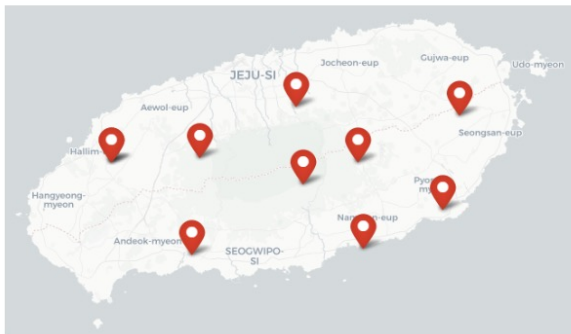 Gujwa-eup
Jocheon-eup
Udo-myeon
JEJU-SI
Aewol-eup
Seongsan-eup
Hallim-
Hangyeong-
myeon
Andeok-myeon
SEOGWIPO-
SI